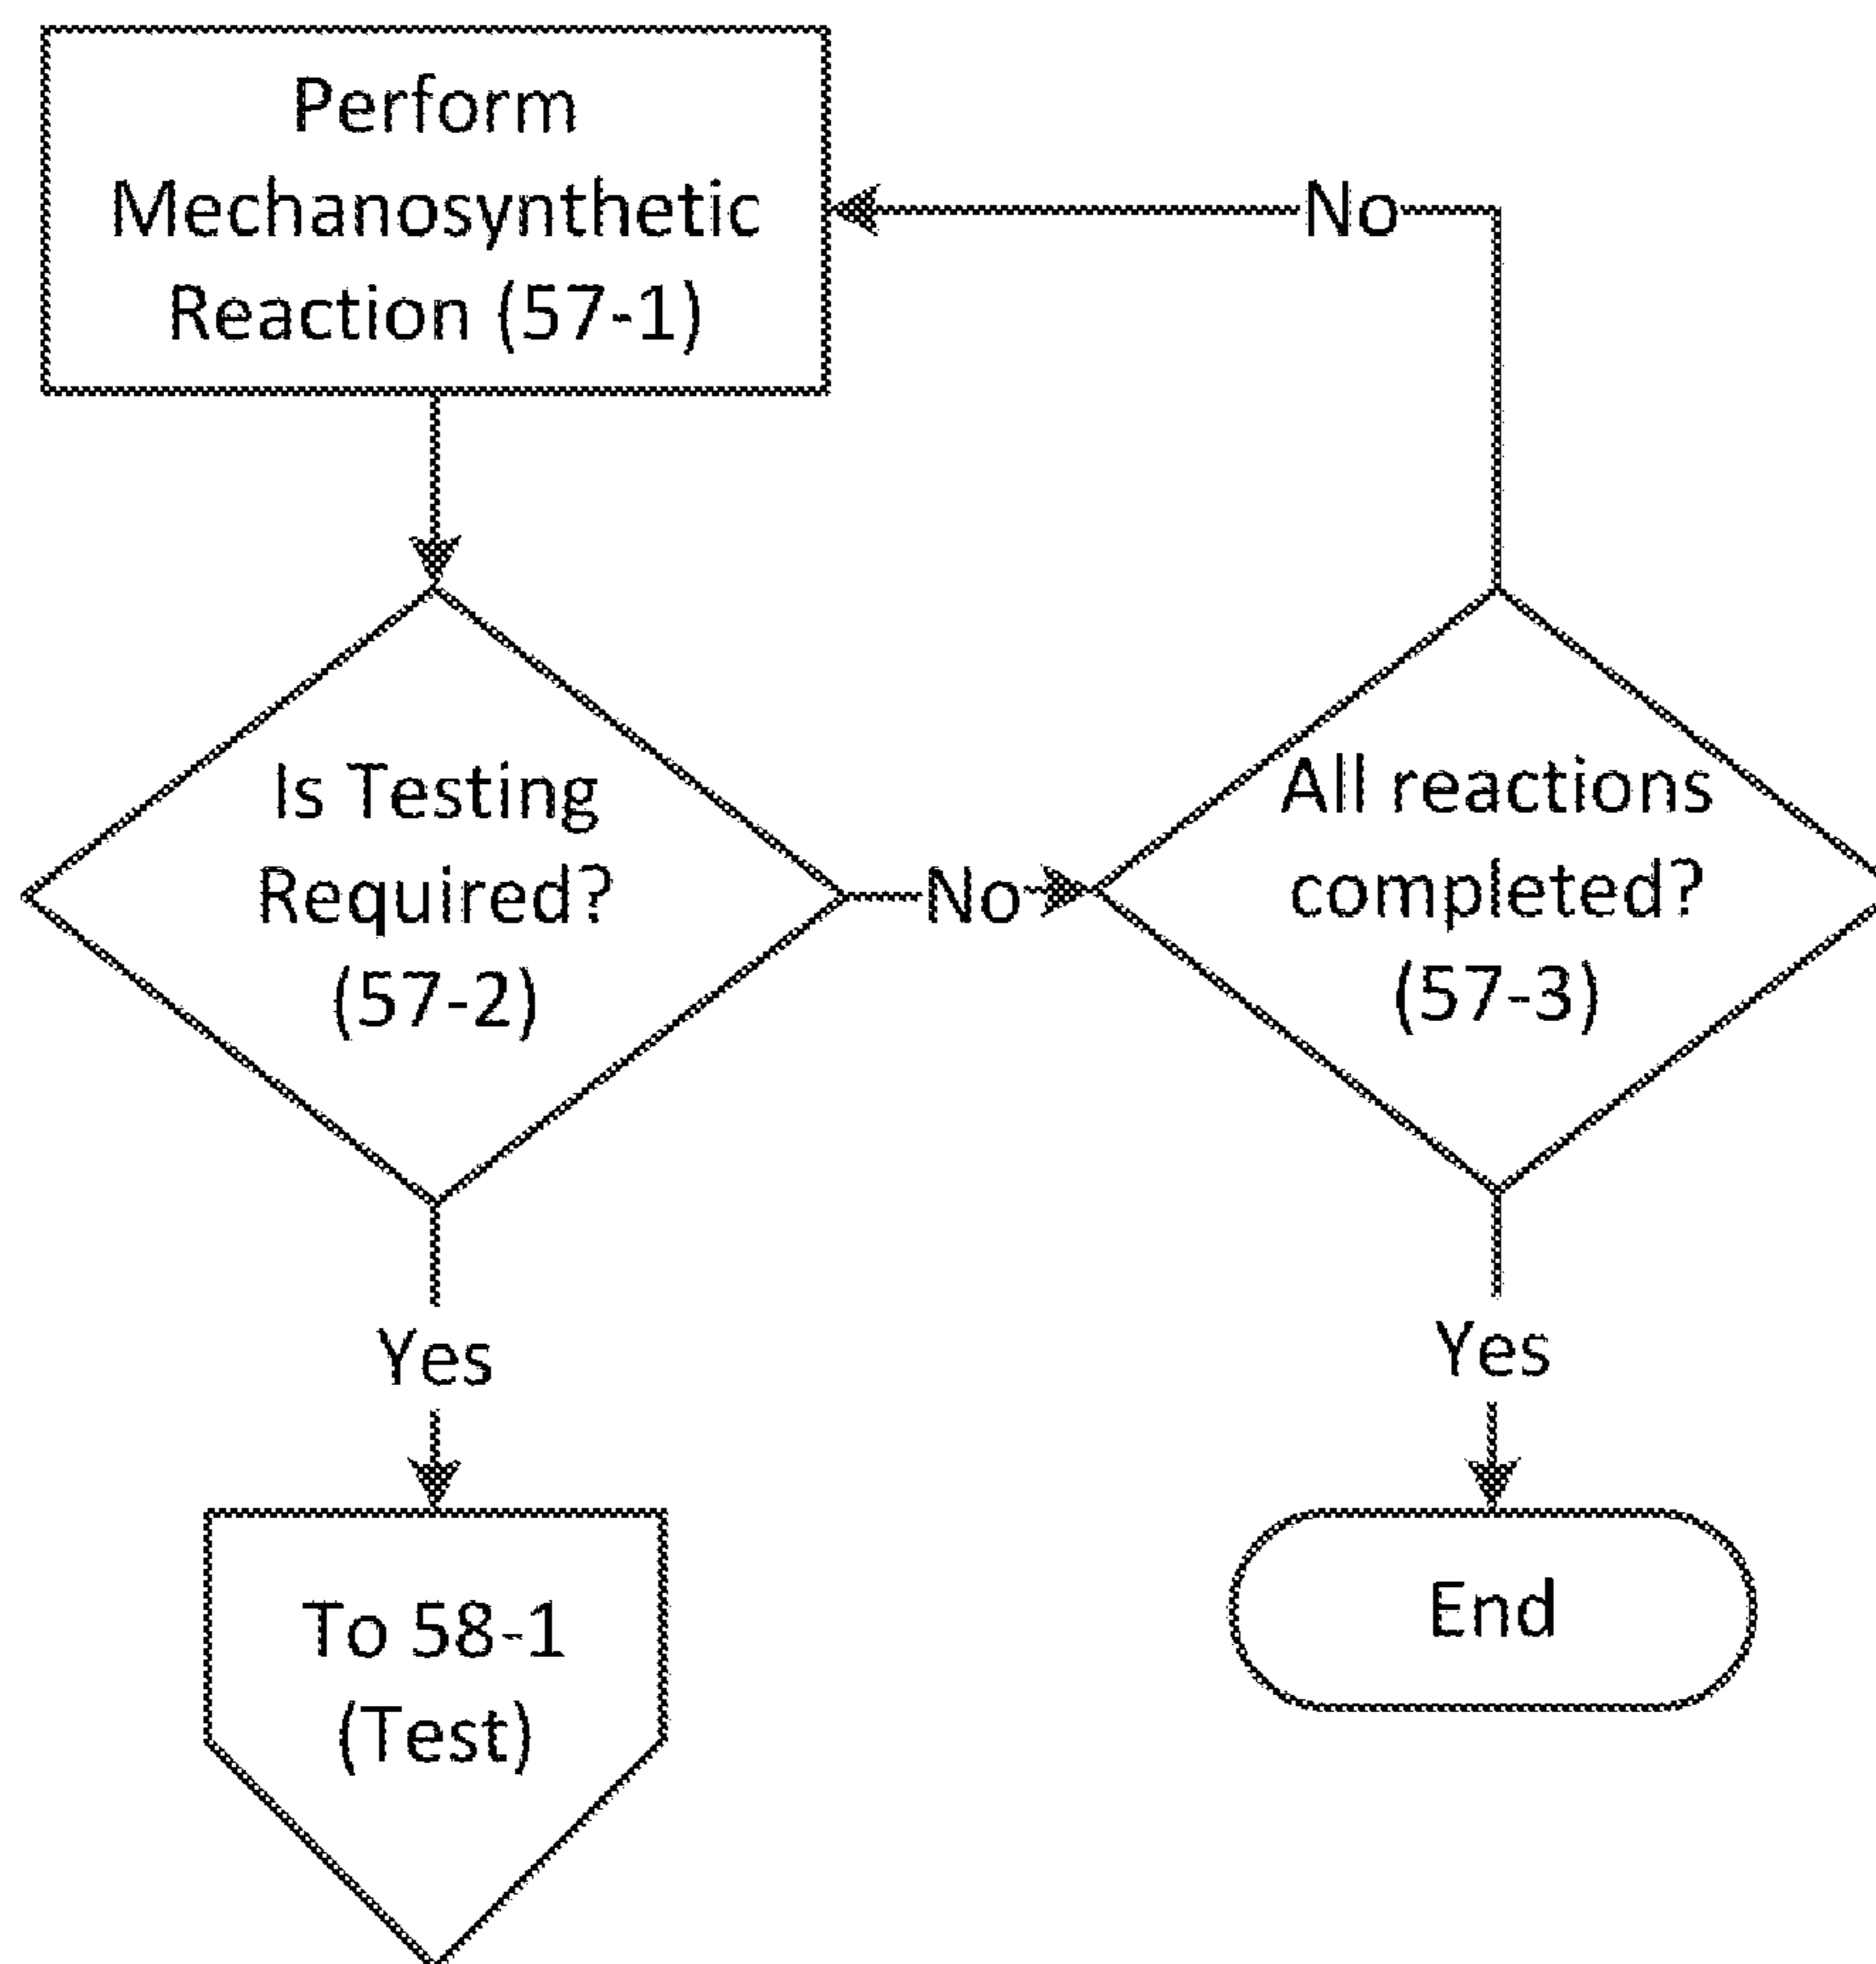 Perform
Mechanosynthetic
Reaction (57-1)
No
Is Testing
Required?
(57-2)
No
All reactions
completed?
(57-3)
Yes
Yes
To 58-1
(Test)
End